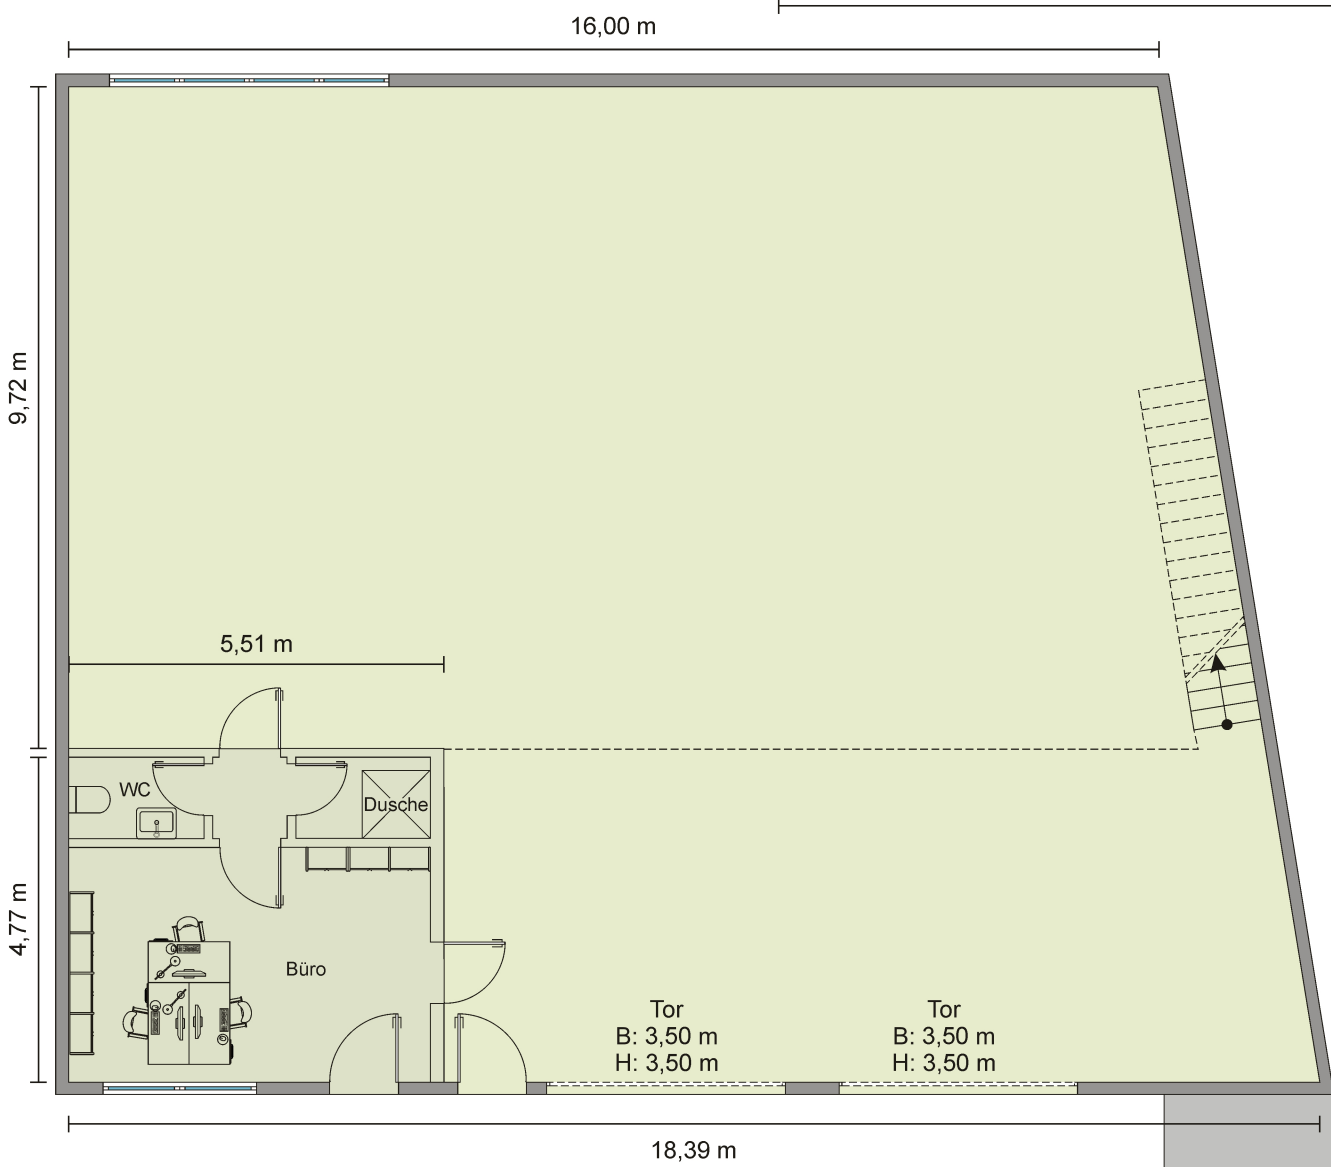 16,00 m
9,72 m
5,51 m
WC
Dusche
4,77 m
Büro
Tor
B: 3,50 m
H: 3,50 m
Tor
B: 3,50 m
H: 3,50 m
18,39 m